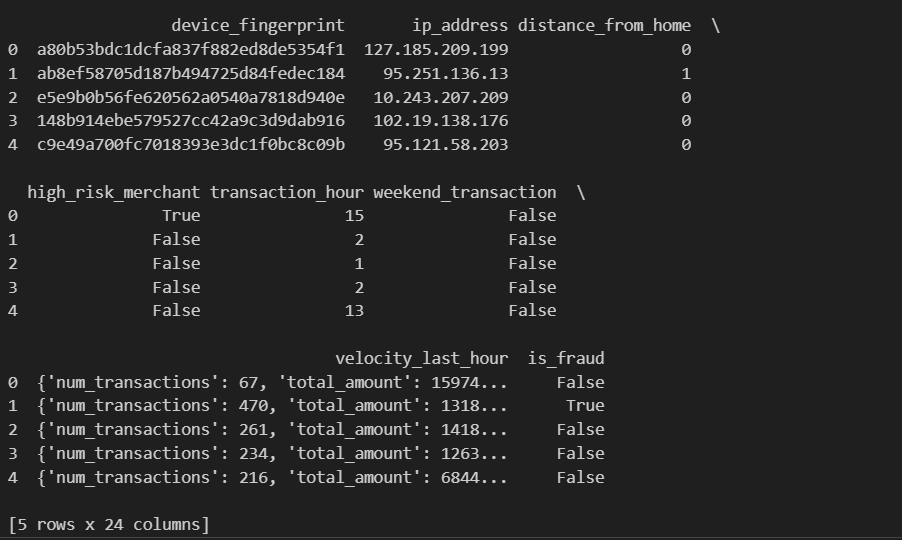 device_fingerprint ip_address distance_from_home \
0 a80b53bdc1dcfa837f882ed8de5354f1 127.185.209.199 0
1 ab8ef58705d187b494725d84fedec184 95.251.136.13 1
2 e5e9b0b56fe620562a0540a7818d940e 10.243.207.209 0
3 148b914ebe579527cc42a9c3d9dab916 102.19.138.176 0
4 c9e49a700fc7018393e3dc1f0bc8c09b 95.121.58.203 0
high_risk_merchant transaction_hour weekend_transaction \
0 True 15 False
1 False 2 False
2 False 1 False
3 False 2 False
4 False 13 False
velocity_last_hour is_fraud
0 {'num_transactions': 67, 'total_amount': 15974... False
1 {'num_transactions': 470, 'total_amount': 1318... True
2 {'num_transactions': 261, 'total_amount': 1418... False
3 {'num_transactions': 234, 'total_amount': 1263... False
4 {'num_transactions': 216, 'total_amount': 6844... False
[5 rows x 24 columns]